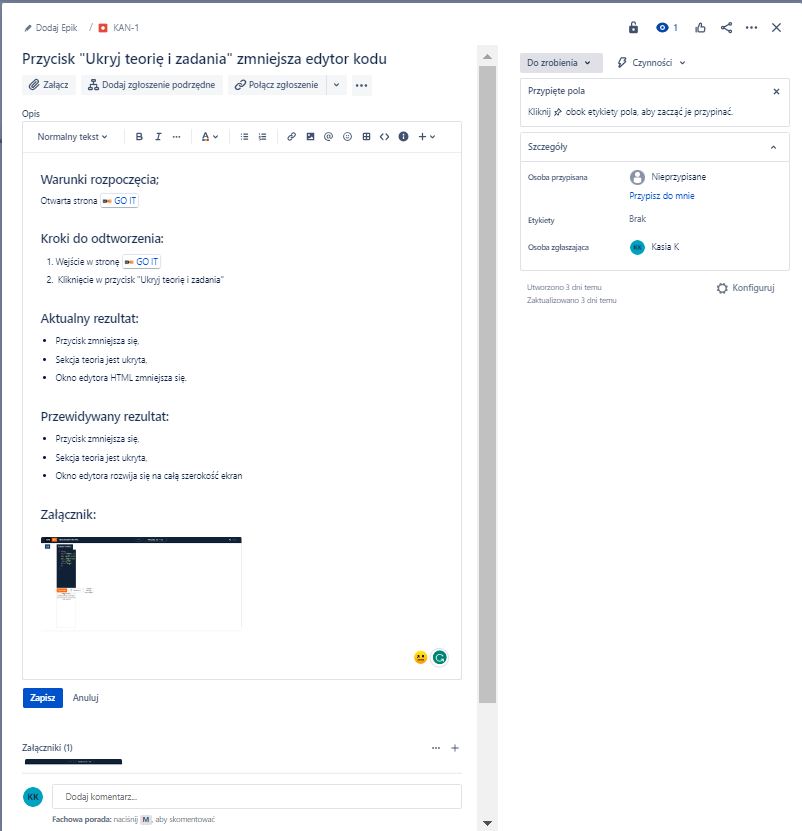 Dodaj Epik / KAN-1
1
Przycisk "Ukryj teorię i zadania" zmniejsza edytor kodu
Załącz Dodaj zgłoszenie podrzędne Połącz zgłoszenie
Opis
Normalny tekst B I A
Warunki rozpoczęcia;
Otwarta strona GO IT
Kroki do odtworzenia:
1. Wejście w stronę GO IT
2. Kliknięcie w przycisk "Ukryj teorię i zadania"
Aktualny rezultat:
• Przycisk zmniejsza się,
• Sekcja teoria jest ukryta,
• Okno edytora HTML zmniejsza się.
Przewidywany rezultat:
• Przycisk zmniejsza się,
• Sekcja teoria jest ukryta,
• Okno edytora rozwija się na całą szerokość ekran
Załącznik:
Zapisz Anuluj
Załączniki (1)
KK Dodaj komentarz...
Fachowa porada: naciśnij M, aby skomentować
Do zrobienia Czynności
Przypięte pola
Kliknij obok etykiety pola, aby zacząć je przypinać.
Szczegóły
Osoba przypisana Nieprzypisane
Przypisz do mnie
Etykiety Brak
Osoba zgłaszająca KK Kasia K
Utworzono 3 dni temu Konfiguruj
Zaktualizowano 3 dni temu